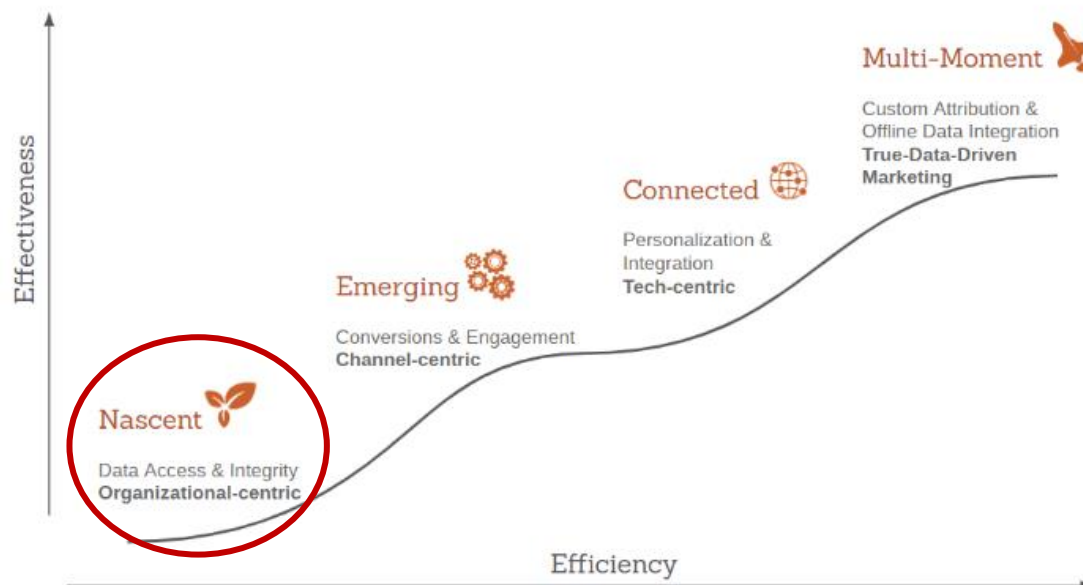 Multi-Moment
Custom Attribution &
Offline Data Integration
True-Data-Driven
Marketing
Connected
Personalization &
Integration
Tech-centric
Emerging
Conversions & Engagement
Channel-centric
Nascent
Data Access & Integrity
Organizational-centric
Effectiveness
Efficiency